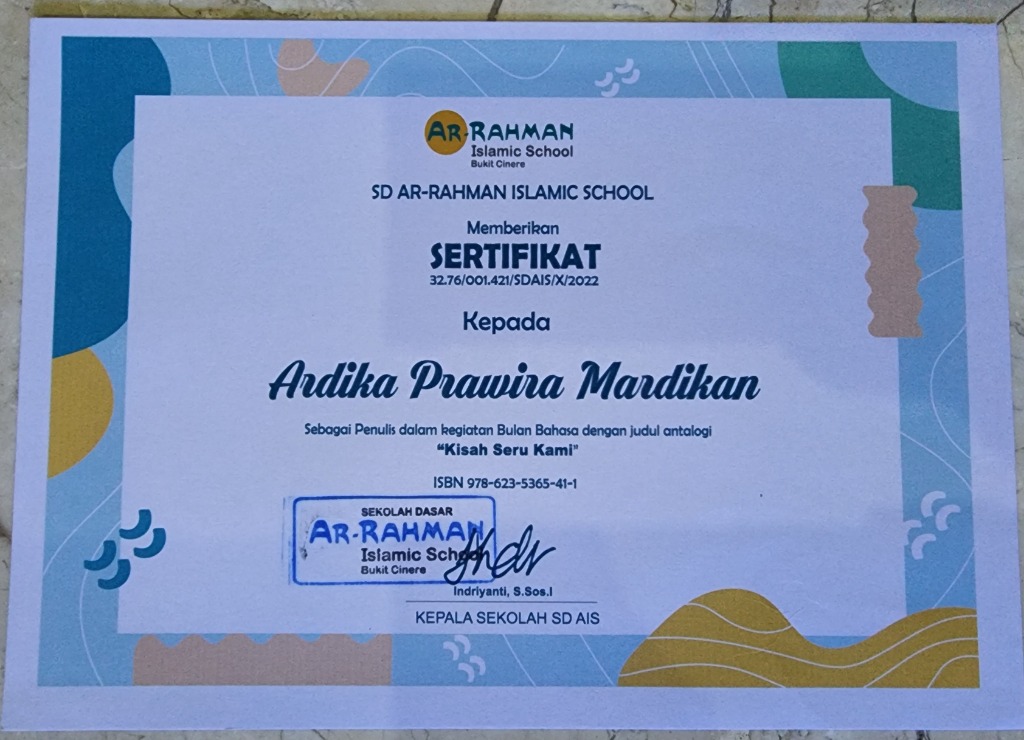 AR-RAHMAN
Islamic School
Bukit Cinere
SD AR-RAHMAN ISLAMIC SCHOOL
Memberikan
SERTIFIKAT
32.76/001.421/SDAIS/X/2022
Kepada
Ardika Prawira Mardikan
Sebagai Penulis dalam kegiatan Bulan Bahasa dengan judul antalogi
“Kisah Seru Kami”
ISBN 978-623-5365-41-1
SEKOLAH DASAR
AR-RAHMAN
Islamic School
Bukit Cinere
Indriyanti, S.Sos.I
KEPALA SEKOLAH SD AIS